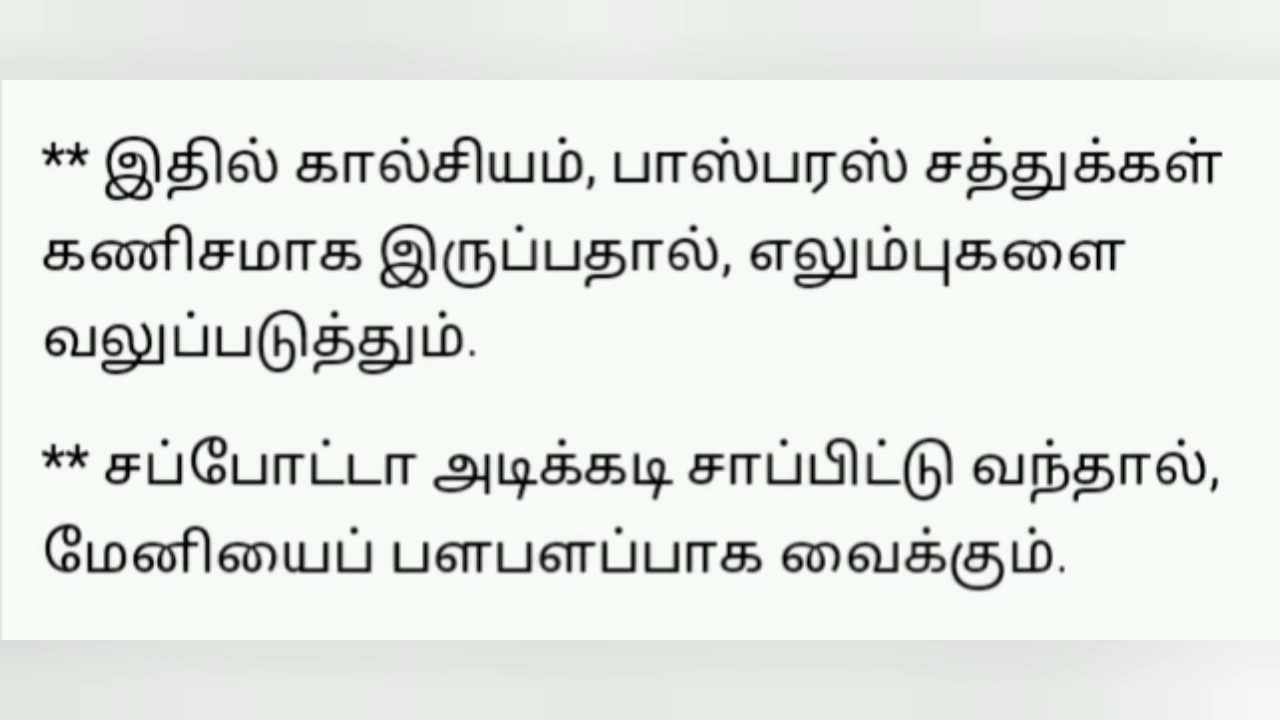 ** இதில் கால்சியம், பாஸ்பரஸ் சத்துக்கள்
கணிசமாக இருப்பதால், எலும்புகளை
வலுப்படுத்தும்.
** சப்போட்டா அடிக்கடி சாப்பிட்டு வந்தால்,
மேனியைப் பளபளப்பாக வைக்கும்.